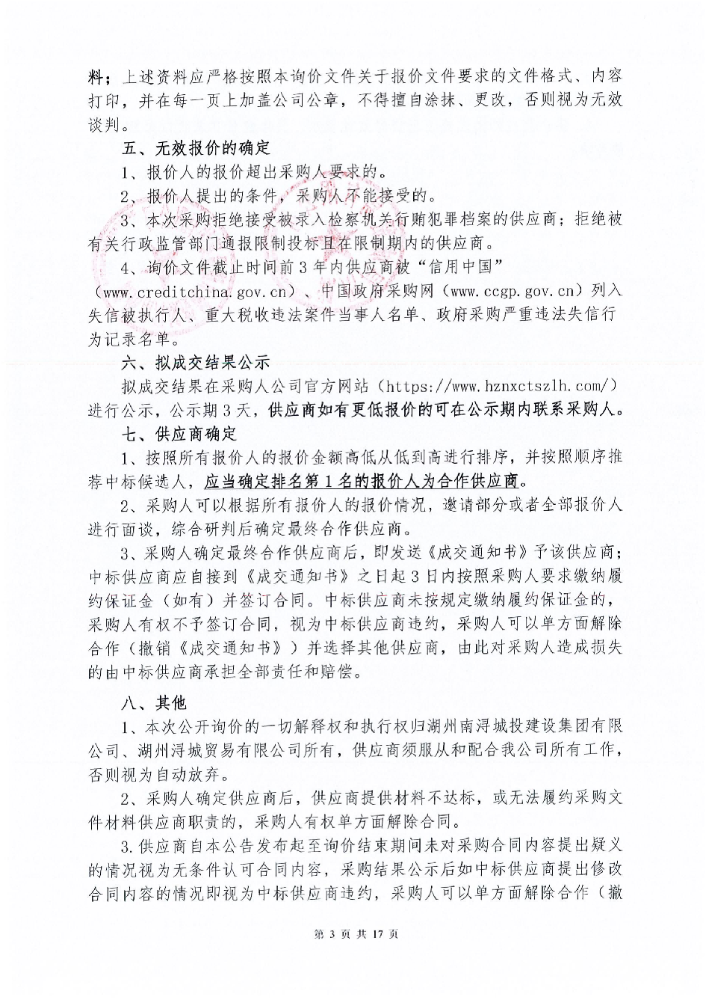 料；上述资料应严格按照本询价文件关于报价文件要求的文件格式、内容
打印，并在每一页上加盖公司公章，不得擅自涂抹、更改，否则视为无效
谈判。
五、无效报价的确定
1、报价人的报价超出采购人要求的。
2、报价人提出的条件，采购人不能接受的。
3、本次采购拒绝接受被录入检察机关行贿犯罪档案的供应商；拒绝被
有关行政监管部门通报限制投标且在限制期内的供应商。
4、询价文件截止时间前 3 年内供应商被“信用中国”
（www.creditchina.gov.cn）、中国政府采购网（www.ccgp.gov.cn）列入
失信被执行人、重大税收违法案件当事人名单、政府采购严重违法失信行
为记录名单。
六、拟成交结果公示
拟成交结果在采购人公司官方网站（https://www.hznxctszlh.com/）
进行公示，公示期 3 天，供应商如有更低报价的可在公示期内联系采购人。
七、供应商确定
1、按照所有报价人的报价金额高低从低到高进行排序，并按照顺序推
荐中标候选人，应当确定排名第 1 名的报价人为合作供应商。
2、采购人可以根据所有报价人的报价情况，邀请部分或者全部报价人
进行面谈，综合研判后确定最终合作供应商。
3、采购人确定最终合作供应商后，即发送《成交通知书》予该供应商；
中标供应商应自接到《成交通知书》之日起 3 日内按照采购人要求缴纳履
约保证金（如有）并签订合同。中标供应商未按规定缴纳履约保证金的，
采购人有权不予签订合同，视为中标供应商违约，采购人可以单方面解除
合作（撤销《成交通知书》）并选择其他供应商，由此对采购人造成损失
的由中标供应商承担全部责任和赔偿。
八、其他
1、本次公开询价的一切解释权和执行权归湖州南浔城投建设集团有限
公司、湖州浔城贸易有限公司所有，供应商须服从和配合我公司所有工作，
否则视为自动放弃。
2、采购人确定供应商后，供应商提供材料不达标，或无法履约采购文
件材料供应商职责的，采购人有权单方面解除合同。
3.供应商自本公告发布起至询价结束期间未对采购合同内容提出疑义
的情况视为无条件认可合同内容，采购结果公示后如中标供应商提出修改
合同内容的情况即视为中标供应商违约，采购人可以单方面解除合作（撤
第 3 页 共 17 页